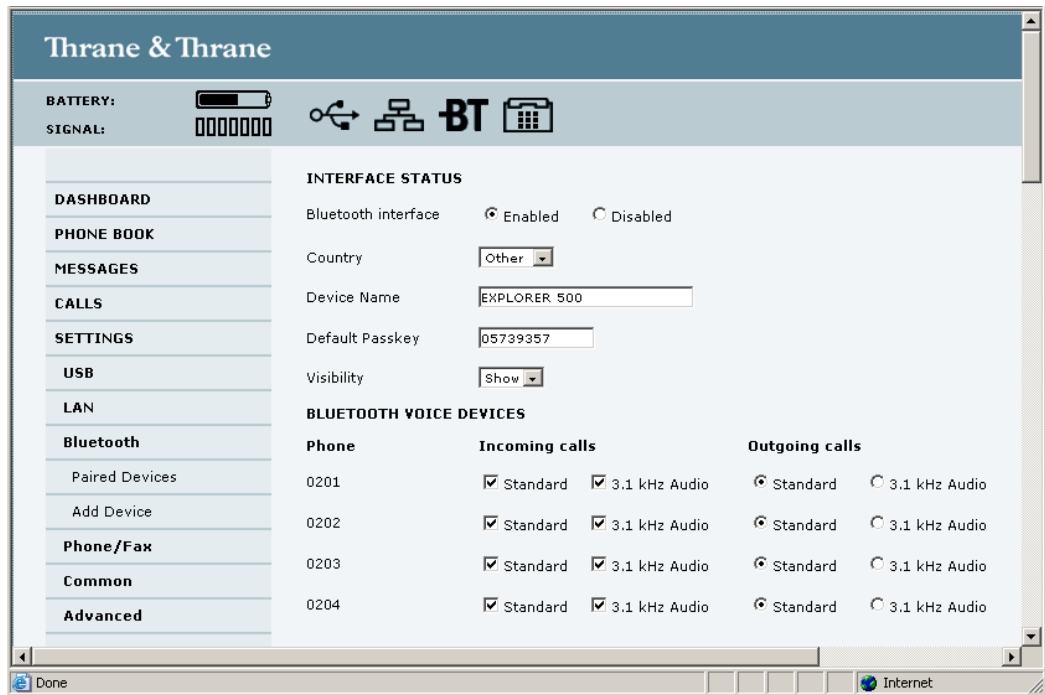 Thrane & Thrane
BATTERY:
SIGNAL:
BT
DASHBOARD
PHONE BOOK
MESSAGES
CALLS
SETTINGS
USB
LAN
Bluetooth
Paired Devices
Add Device
Phone/Fax
Common
Advanced
INTERFACE STATUS
Bluetooth interface Enabled Disabled
Country Other
Device Name EXPLORER 500
Default Passkey 05739357
Visibility Show
BLUETOOTH VOICE DEVICES
Phone Incoming calls Outgoing calls
0201 Standard 3.1 kHz Audio Standard 3.1 kHz Audio
0202 Standard 3.1 kHz Audio Standard 3.1 kHz Audio
0203 Standard 3.1 kHz Audio Standard 3.1 kHz Audio
0204 Standard 3.1 kHz Audio Standard 3.1 kHz Audio
Done Internet